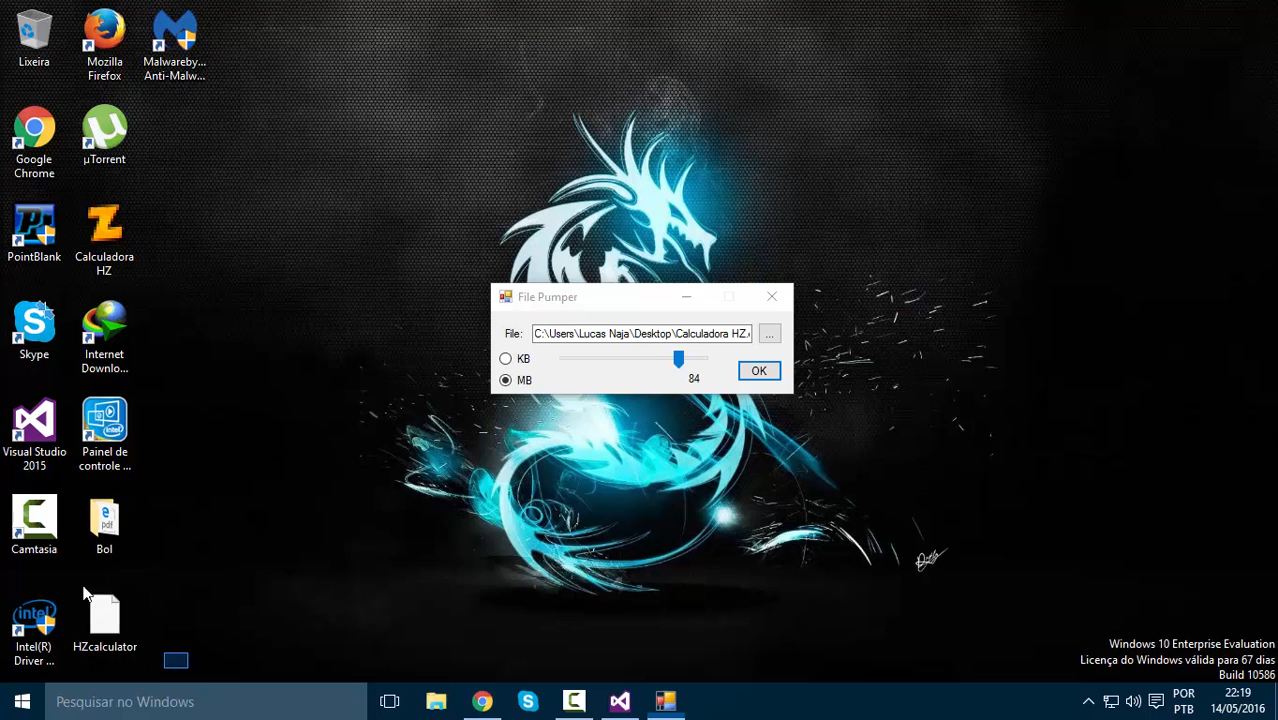 Lixeira
Mozilla
Firefox
Malwareby...
Anti-Malw...
Google
Chrome
µTorrent
PointBlank
Calculadora
HZ
Skype
Internet
Downlo...
Visual Studio
2015
Painel de
controle ...
Camtasia
Bol
pdf
Intel(R)
Driver ...
HZcalculator
File Pumper
File:
C:\Users\Lucas Naja\Desktop\Calculadora HZ.
...
KB
MB
84
OK
Windows 10 Enterprise Evaluation
Licença do Windows válida para 67 dias
Build 10586
Pesquisar no Windows
POR
PTB
22:19
14/05/2016